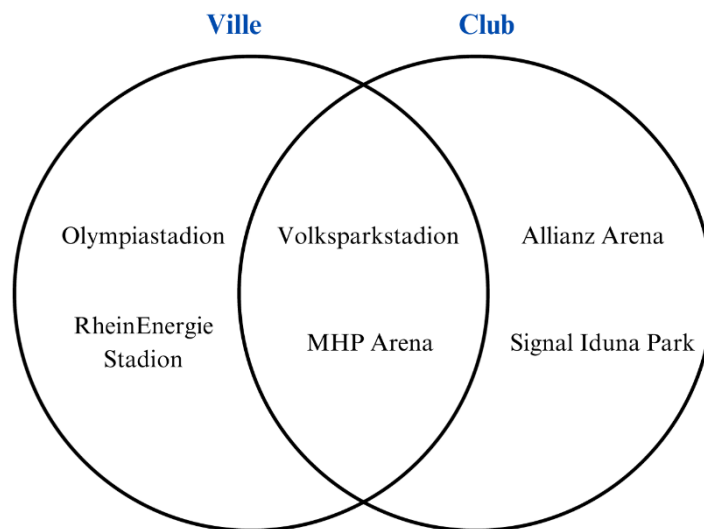 Ville
Club
Olympiastadion
Volksparkstadion
Allianz Arena
RheinEnergie
Stadion
MHP Arena
Signal Iduna Park